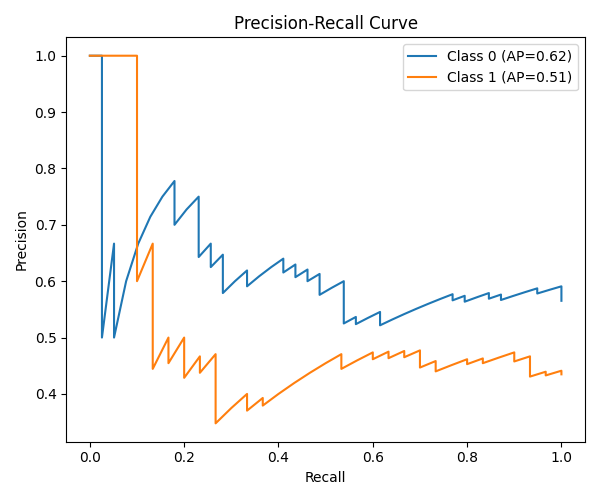 Precision-Recall Curve
Class 0 (AP=0.62)
Class 1 (AP=0.51)
Precision
1.0
0.9
0.8
0.7
0.6
0.5
0.4
0.0 0.2 0.4 0.6 0.8 1.0
Recall